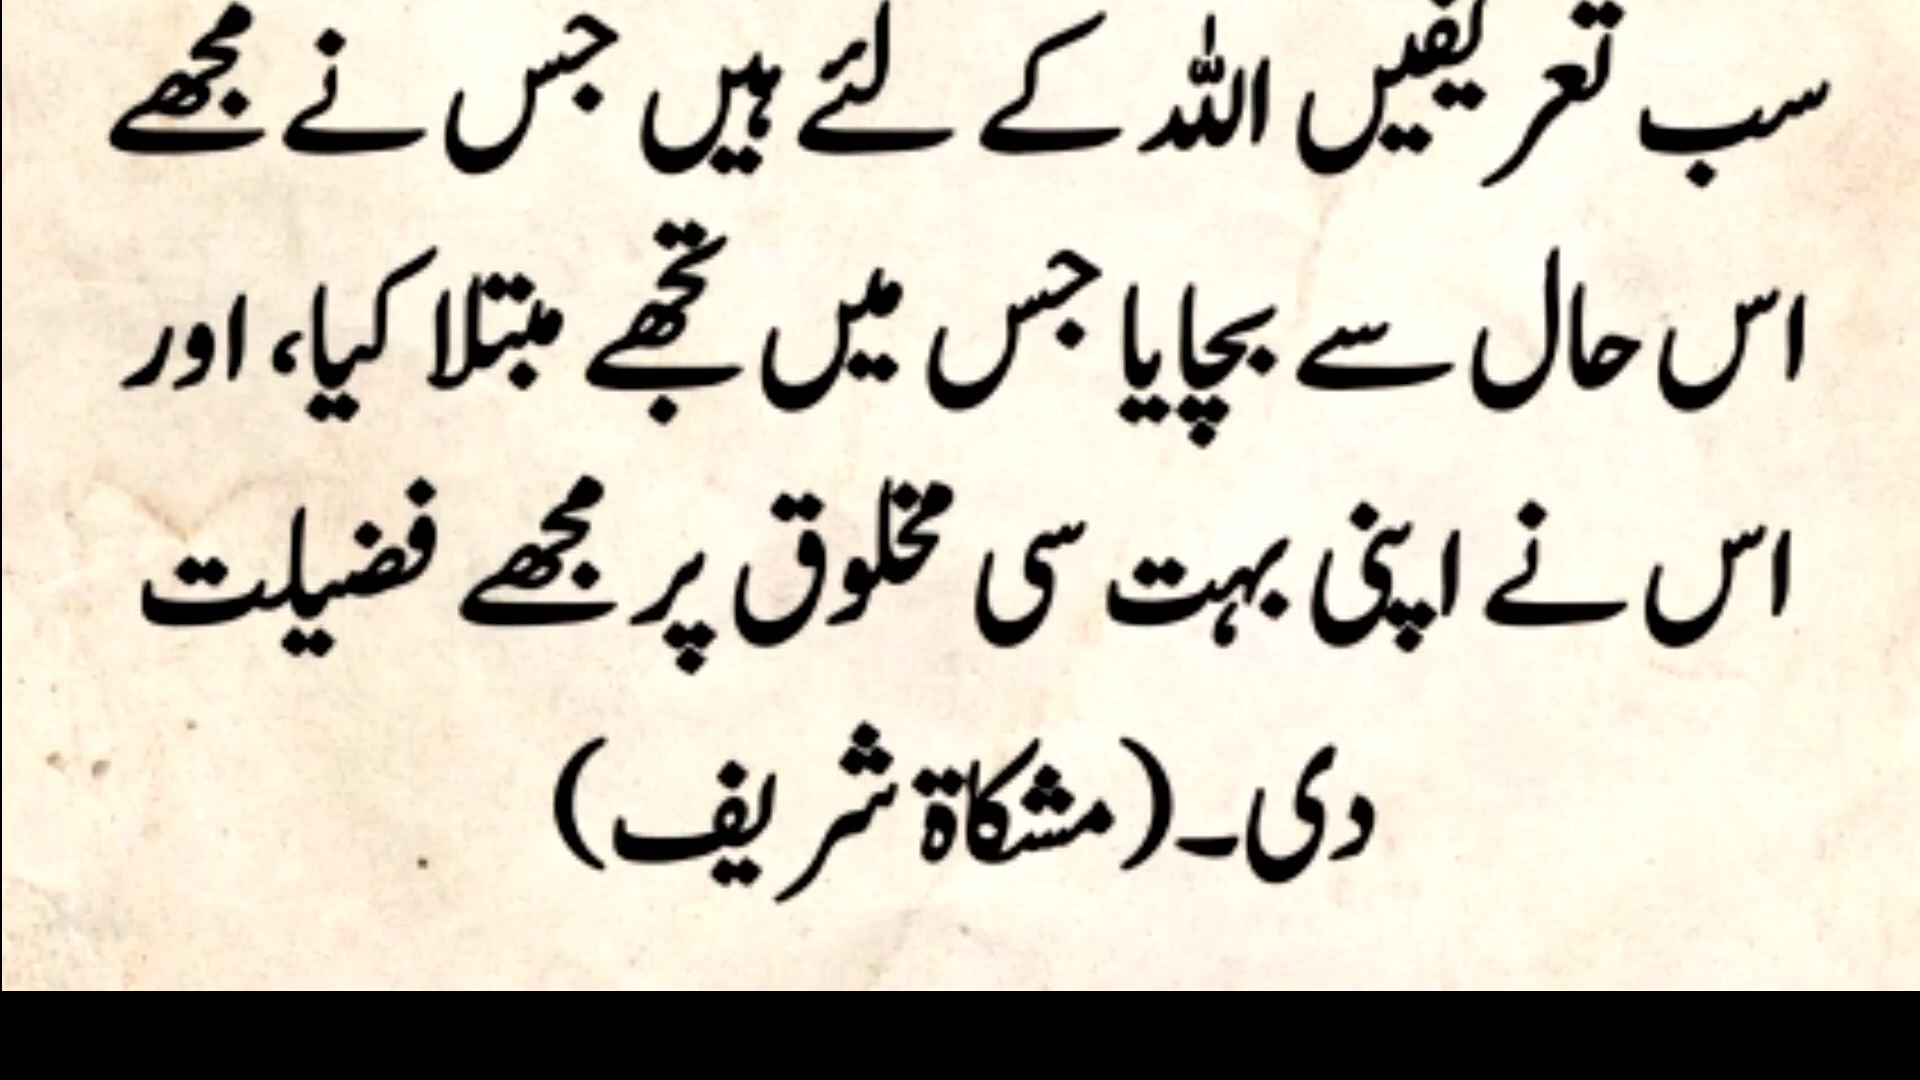 سب تعریفیں اللہ کے لئے ہیں جس نے مجھے
اس حال سے بچایا جس میں تجھے مبتلا کیا، اور
اس نے اپنی بہت سی مخلوق پر مجھے فضیلت
دی۔(مشکاۃ شریف)